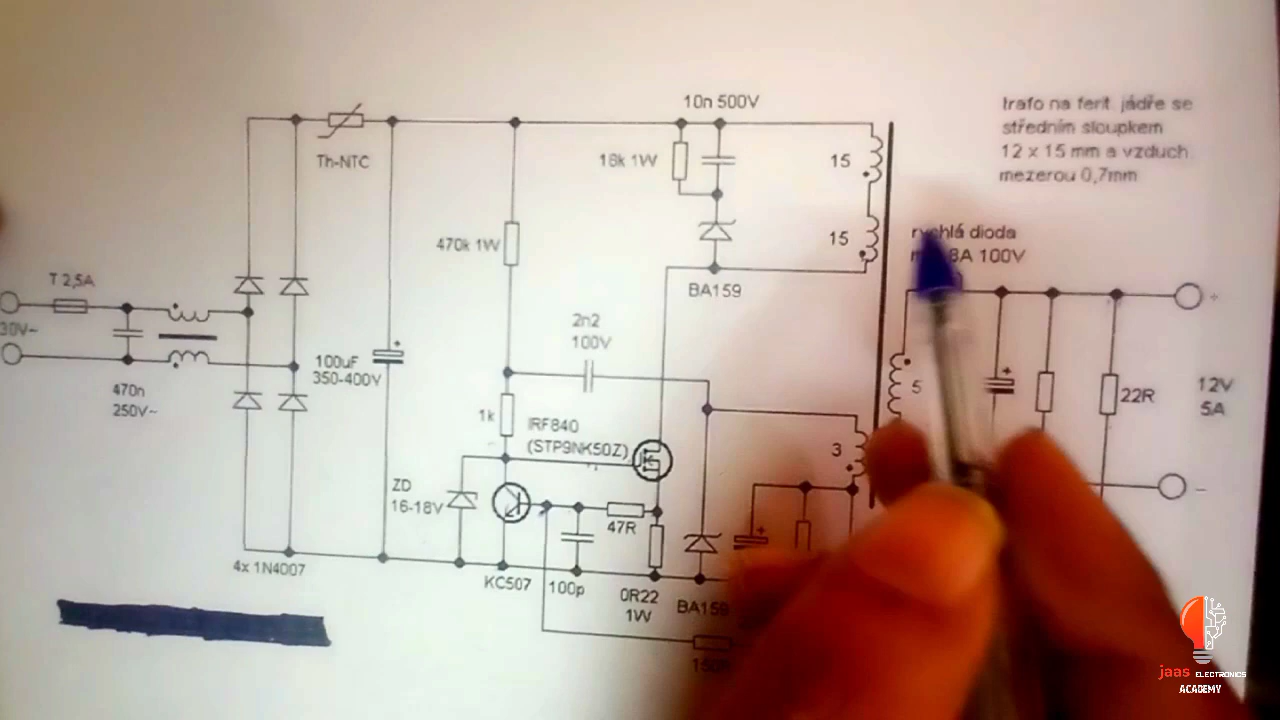 10n 500V
trafo na ferit. jádře se
středním sloupkem
12 x 15 mm a vzduch.
mezerou 0,7mm
Th-NTC
18k 1W
15
15
rychlá dioda
8A 100V
470k 1W
T 2,5A
BA159
30V~
2n2
100V
100uF
350-400V
470n
250V~
1k
IRF840
(STP9NK50Z)
5
22R
12V
5A
+
-
3
ZD
16-18V
47R
4x 1N4007
KC507
100p
0R22
1W
BA159
jaas ELECTRONICS
ACADEMY